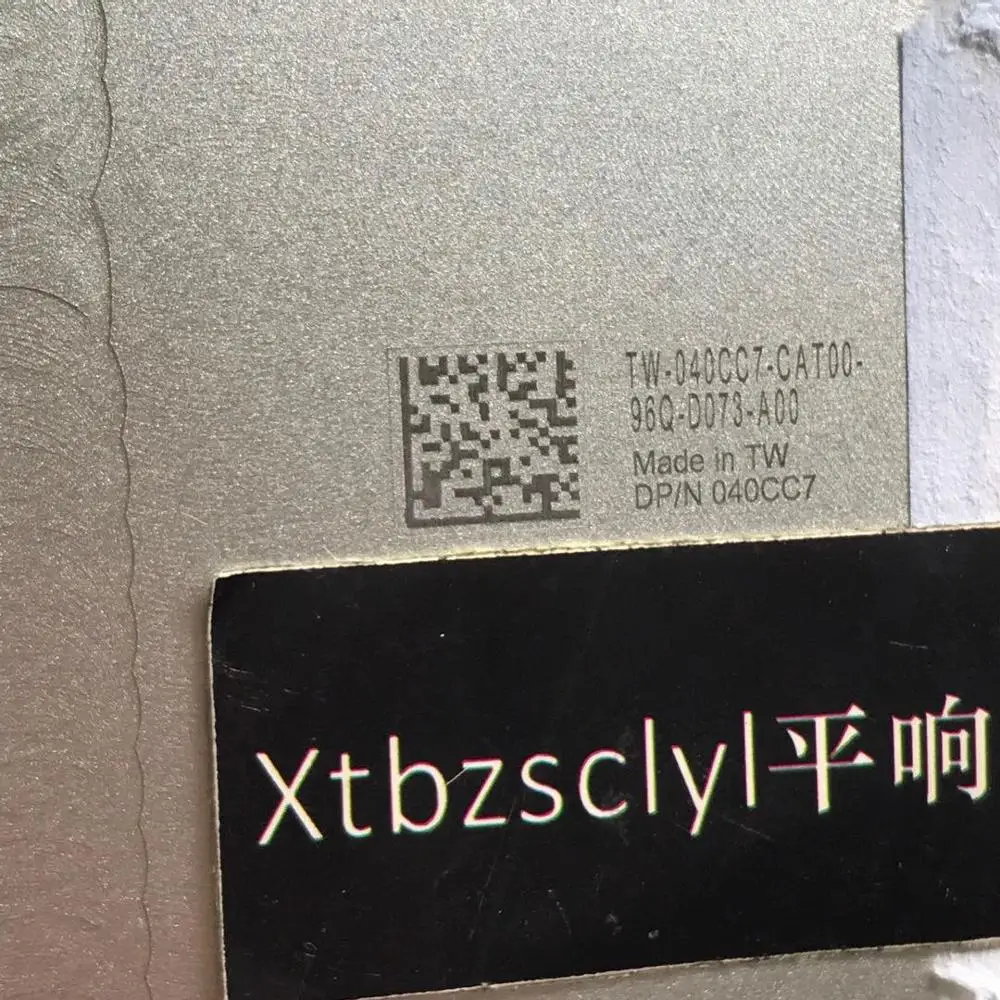 TW-040CC7-CAT00-
96Q-D073-A00
Made in TW
DP/N 040CC7
Xtbzsclyl平响